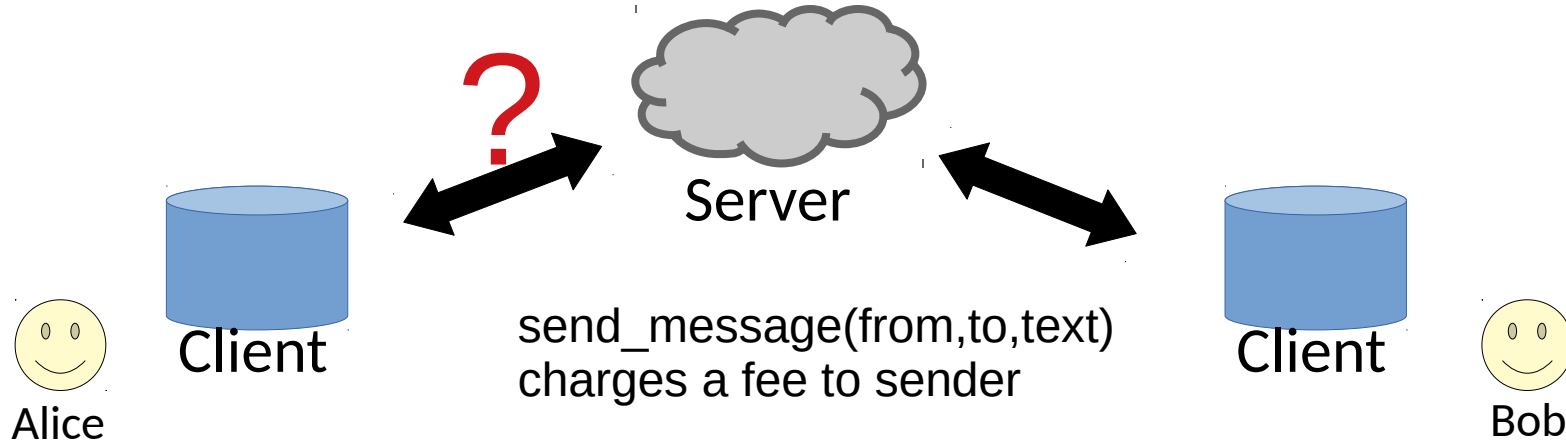 ?
Server
Client
send_message(from,to,text)
charges a fee to sender
Client
Alice
Bob